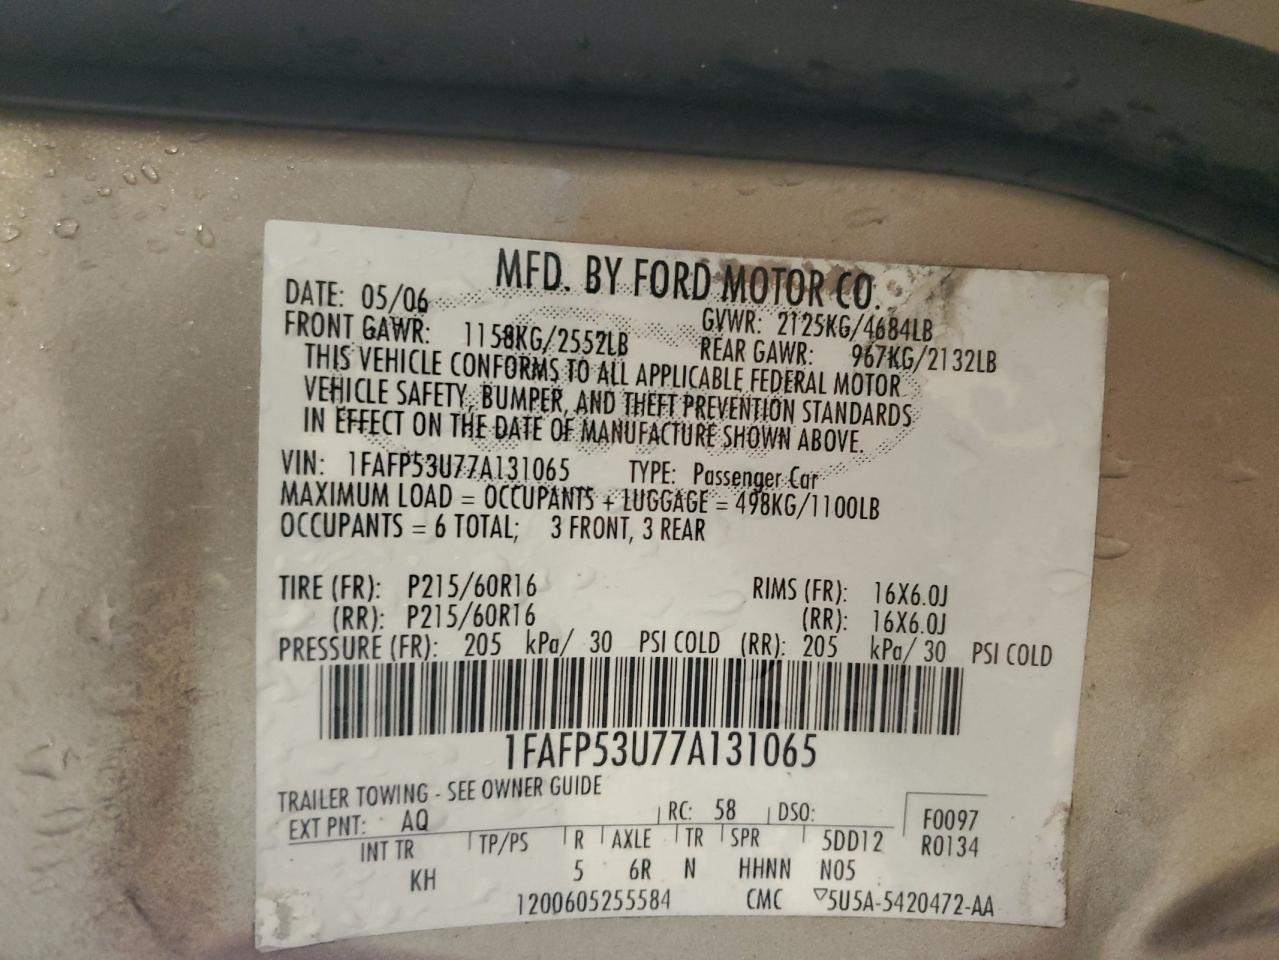 MFD. BY FORD MOTOR CO.
DATE: 05/06 GVWR: 2125KG/4684LB
FRONT GAWR: 1158KG/2552LB REAR GAWR: 967KG/2132LB
THIS VEHICLE CONFORMS TO ALL APPLICABLE FEDERAL MOTOR
VEHICLE SAFETY, BUMPER, AND THEFT PREVENTION STANDARDS
IN EFFECT ON THE DATE OF MANUFACTURE SHOWN ABOVE.
VIN: 1FAFP53U77A131065 TYPE: Passenger Car
MAXIMUM LOAD = OCCUPANTS + LUGGAGE = 498KG/1100LB
OCCUPANTS = 6 TOTAL; 3 FRONT, 3 REAR
TIRE (FR): P215/60R16 RIMS (FR): 16X6.0J
(RR): P215/60R16 (RR): 16X6.0J
PRESSURE (FR): 205 kPa/ 30 PSI COLD (RR): 205 kPa/ 30 PSI COLD
1FAFP53U77A131065
TRAILER TOWING - SEE OWNER GUIDE
EXT PNT: AQ RC: 58 DSO: F0097
INT TR TP/PS R AXLE TR SPR 5DD12 R0134
KH 5 6R N HHNN N05
1200605255584 CMC ▽5U5A-5420472-AA